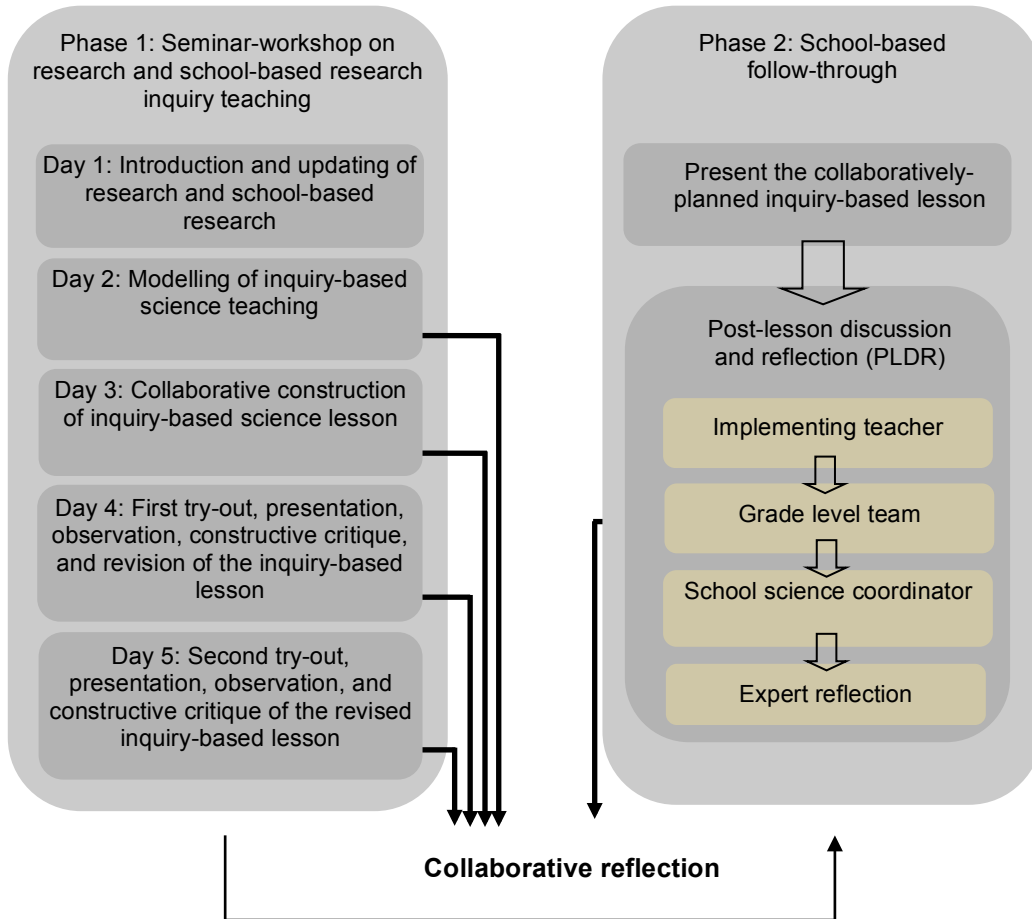 Phase 1: Seminar-workshop on
research and school-based research
inquiry teaching
Day 1: Introduction and updating of
research and school-based
research
Day 2: Modelling of inquiry-based
science teaching
Day 3: Collaborative construction
of inquiry-based science lesson
Day 4: First try-out, presentation,
observation, constructive critique,
and revision of the inquiry-based
lesson
Day 5: Second try-out,
presentation, observation, and
constructive critique of the revised
inquiry-based lesson
Phase 2: School-based
follow-through
Present the collaboratively-
planned inquiry-based lesson
Post-lesson discussion
and reflection (PLDR)
Implementing teacher
Grade level team
School science coordinator
Expert reflection
Collaborative reflection